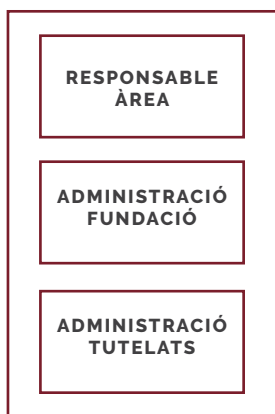 RESPONSABLE
ÀREA
ADMINISTRACIÓ
FUNDACIÓ
ADMINISTRACIÓ
TUTELATS